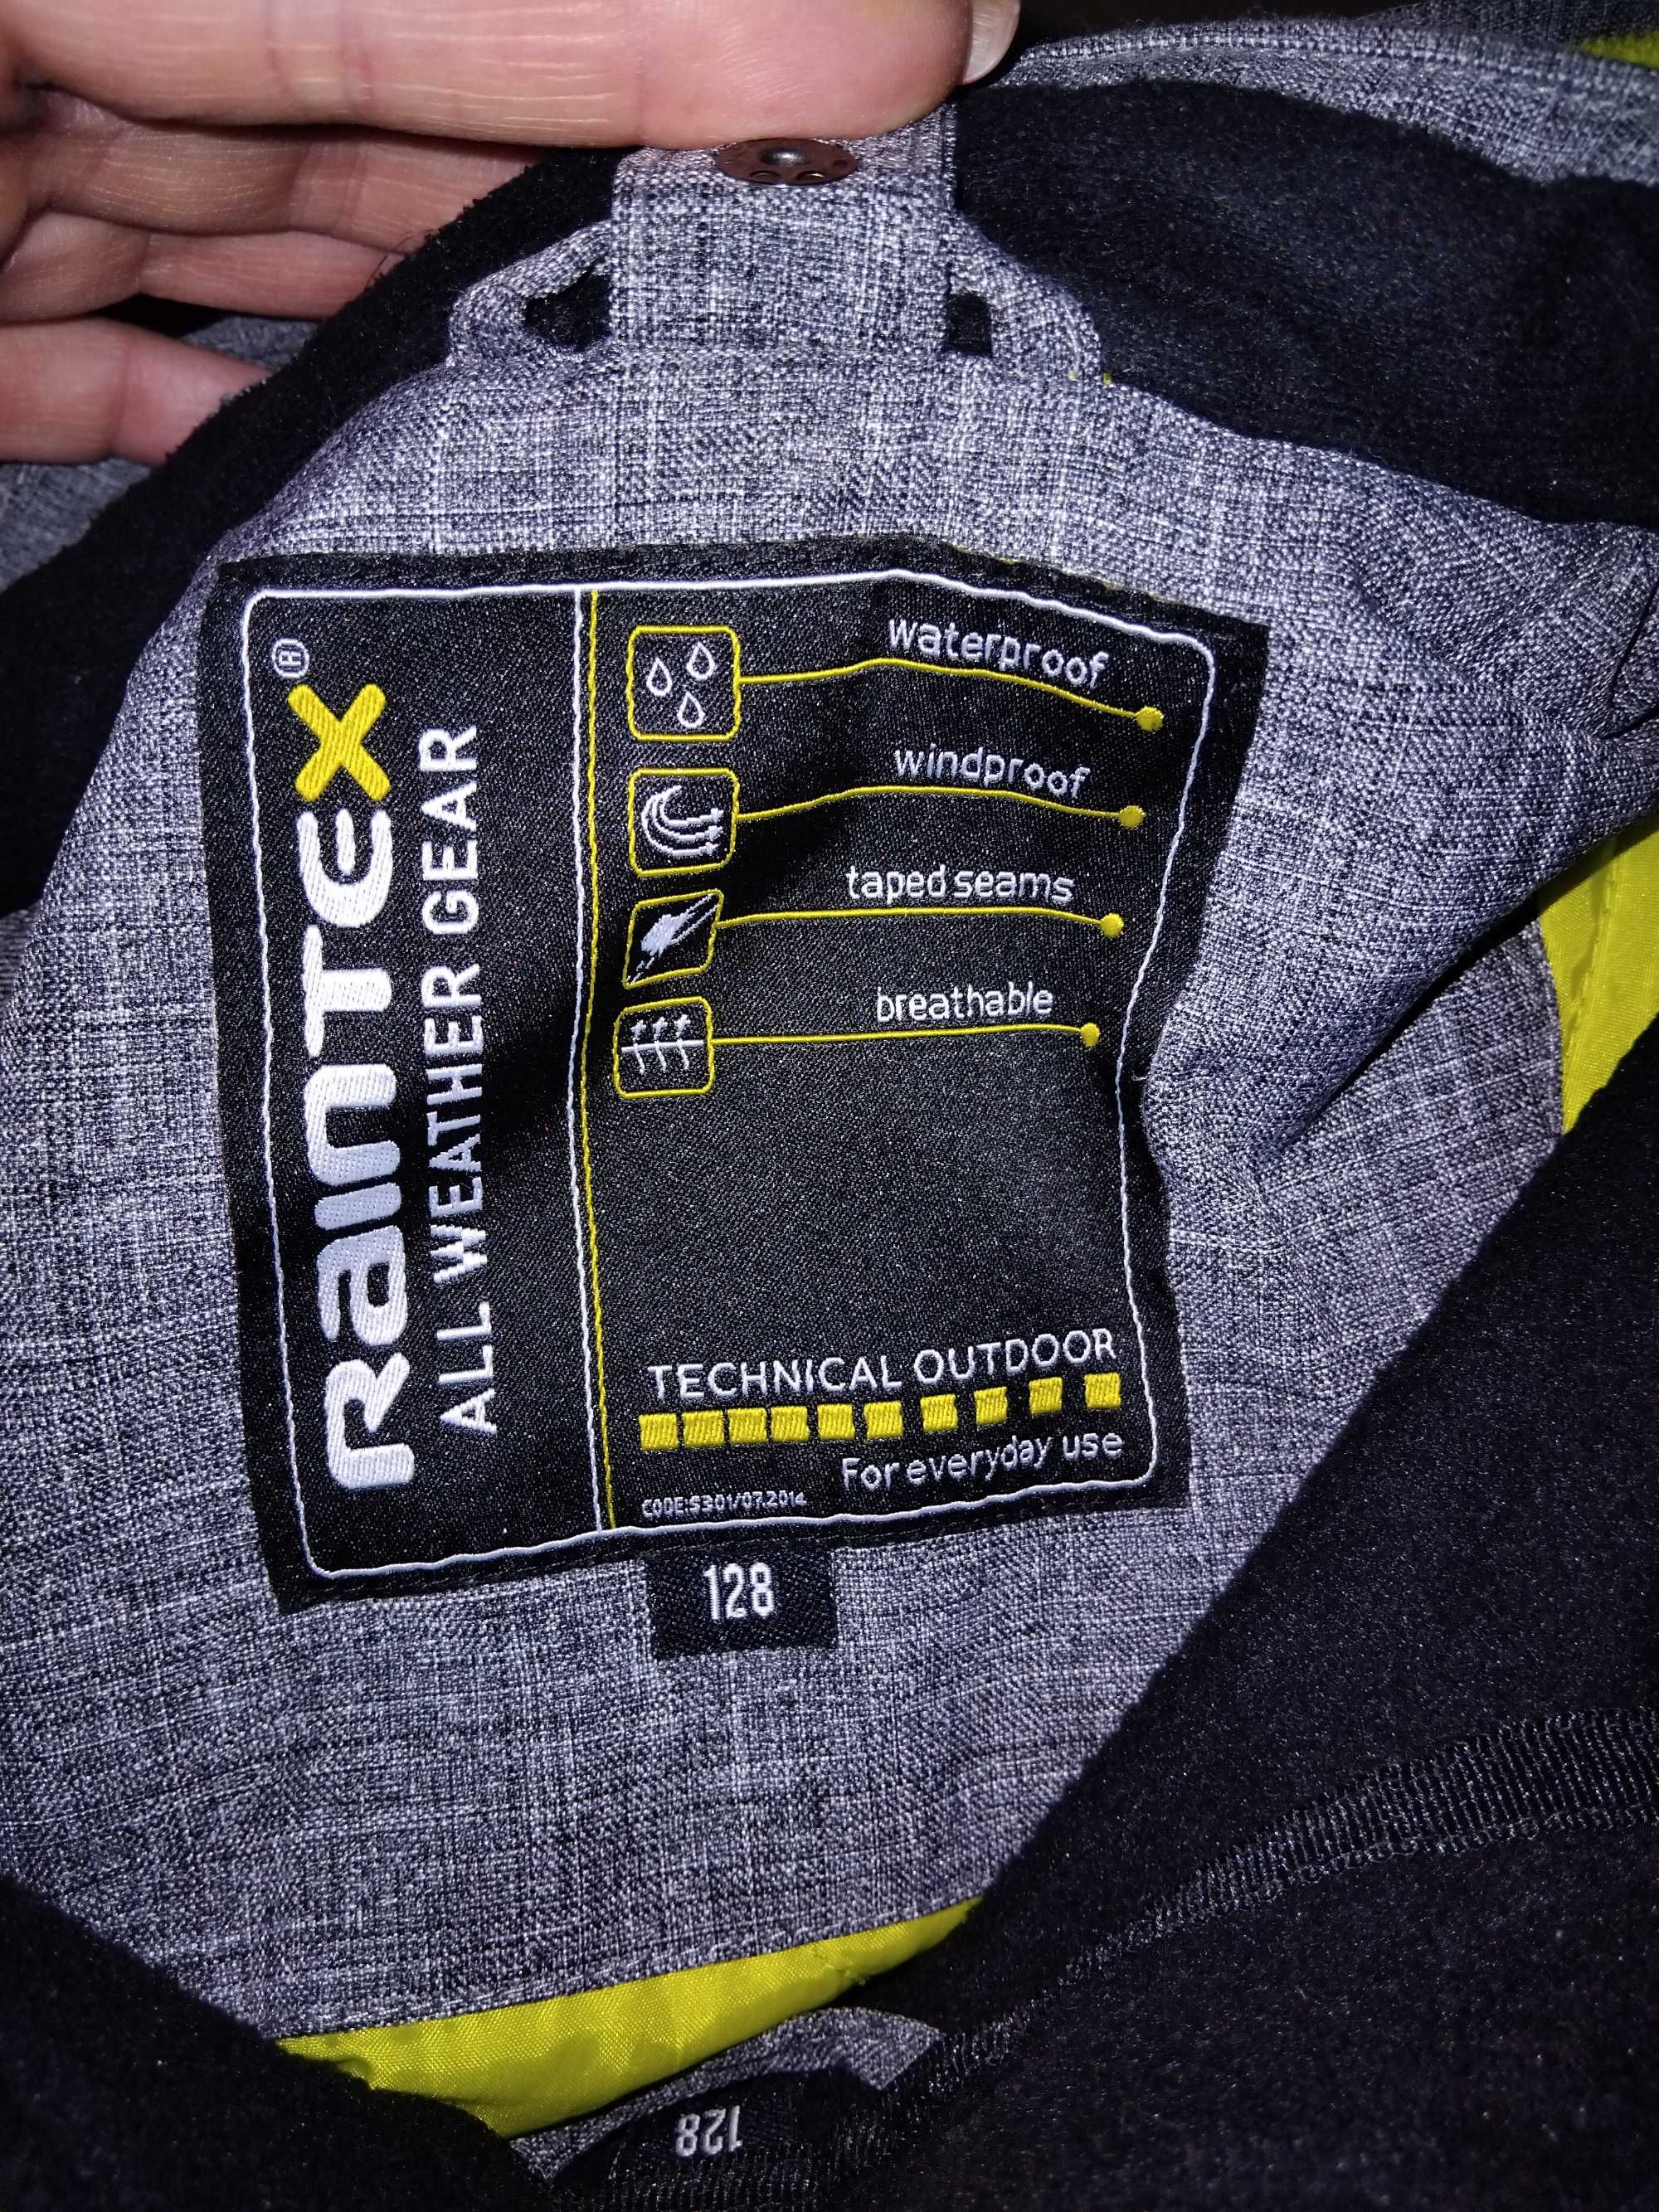 RainTEX®
ALL WEATHER GEAR
waterproof
windproof
taped seams
breathable
TECHNICAL OUTDOOR
For everyday use
CODE:S301/07.2014
128
128